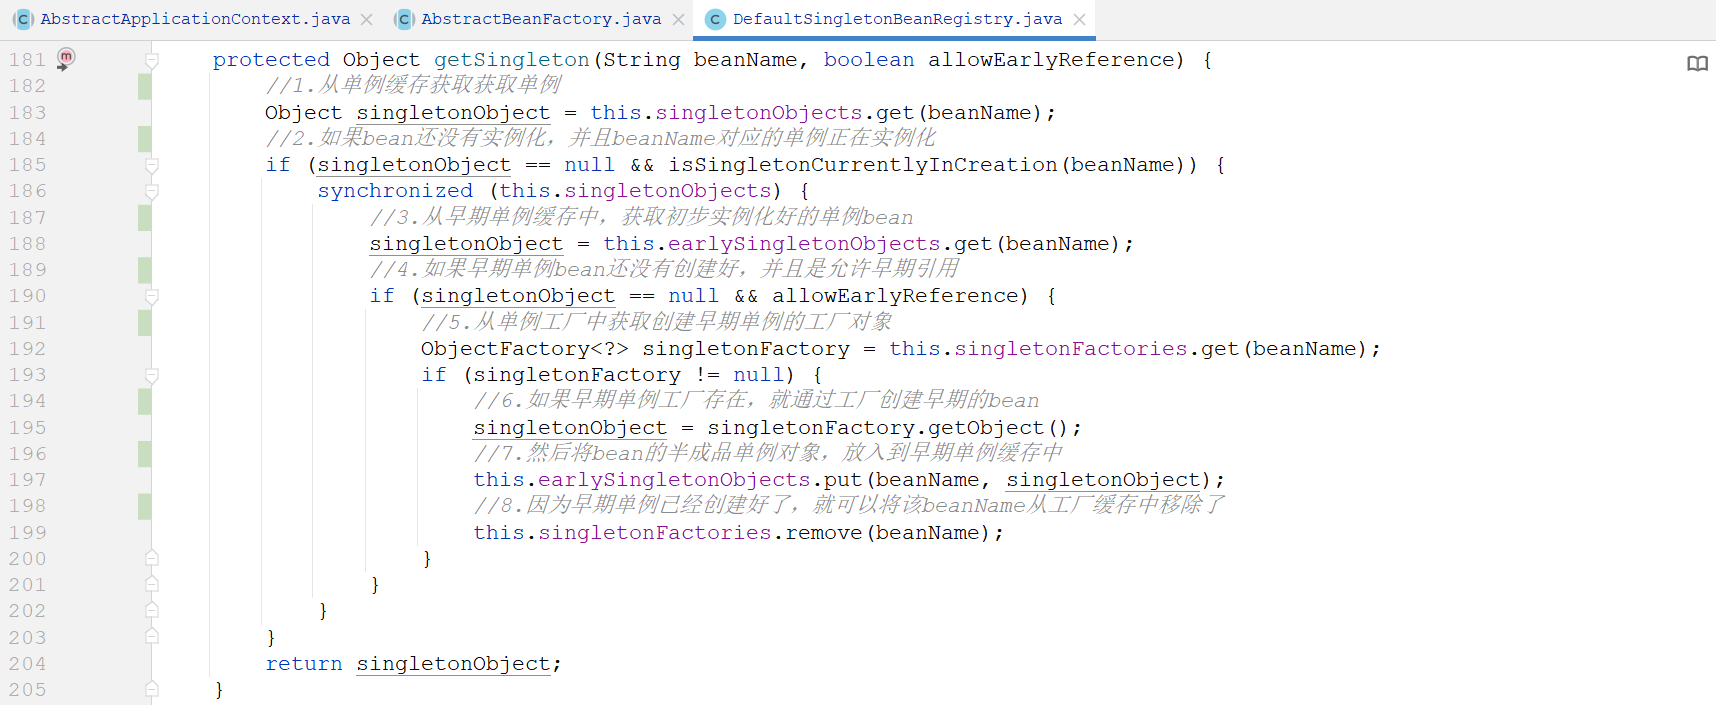 AbstractApplicationContext.java AbstractBeanFactory.java DefaultSingletonBeanRegistry.java
181 protected Object getSingleton(String beanName, boolean allowEarlyReference) {
182 //1.从单例缓存获取获取单例
183 Object singletonObject = this.singletonObjects.get(beanName);
184 //2.如果bean还没有实例化，并且beanName对应的单例正在实例化
185 if (singletonObject == null && isSingletonCurrentlyInCreation(beanName)) {
186 synchronized (this.singletonObjects) {
187 //3.从早期单例缓存中，获取初步实例化好的单例bean
188 singletonObject = this.earlySingletonObjects.get(beanName);
189 //4.如果早期单例bean还没有创建好，并且是允许早期引用
190 if (singletonObject == null && allowEarlyReference) {
191 //5.从单例工厂中获取创建早期单例的工厂对象
192 ObjectFactory<?> singletonFactory = this.singletonFactories.get(beanName);
193 if (singletonFactory != null) {
194 //6.如果早期单例工厂存在，就通过工厂创建早期的bean
195 singletonObject = singletonFactory.getObject();
196 //7.然后将bean的半成品单例对象，放入到早期单例缓存中
197 this.earlySingletonObjects.put(beanName, singletonObject);
198 //8.因为早期单例已经创建好了，就可以将该beanName从工厂缓存中移除了
199 this.singletonFactories.remove(beanName);
200 }
201 }
202 }
203 }
204 return singletonObject;
205 }